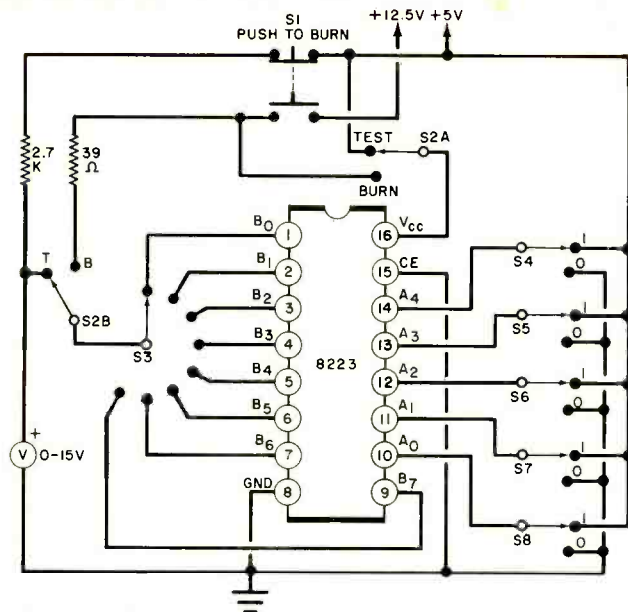 S1
PUSH TO BURN
+12.5V +5V
2.7
K
39
Ω
TEST
S2A
BURN
T
B
S2B
S3
B0
B1
B2
B3
B4
B5
B6
GND
1
2
3
4
5
6
7
8
8223
VCC
CE
A4
A3
A2
A1
A0
B7
16
15
14
13
12
11
10
9
S4
S5
S6
S7
S8
1
0
1
0
1
0
1
0
1
0
+
V
0-15V